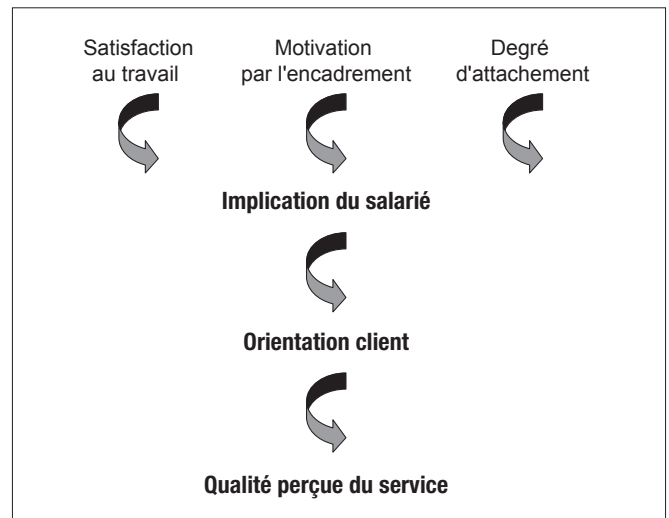 Satisfaction
au travail
Motivation
par l'encadrement
Degré
d'attachement
Implication du salarié
Orientation client
Qualité perçue du service